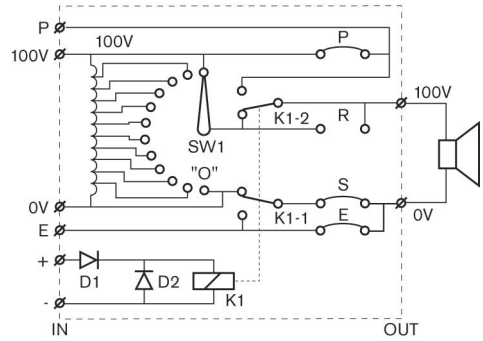 P
100V
100V
P
100V
K1-2
R
SW1
"O"
S
0V
K1-1
E
0V
E
+
D1
D2
K1
-
IN
OUT